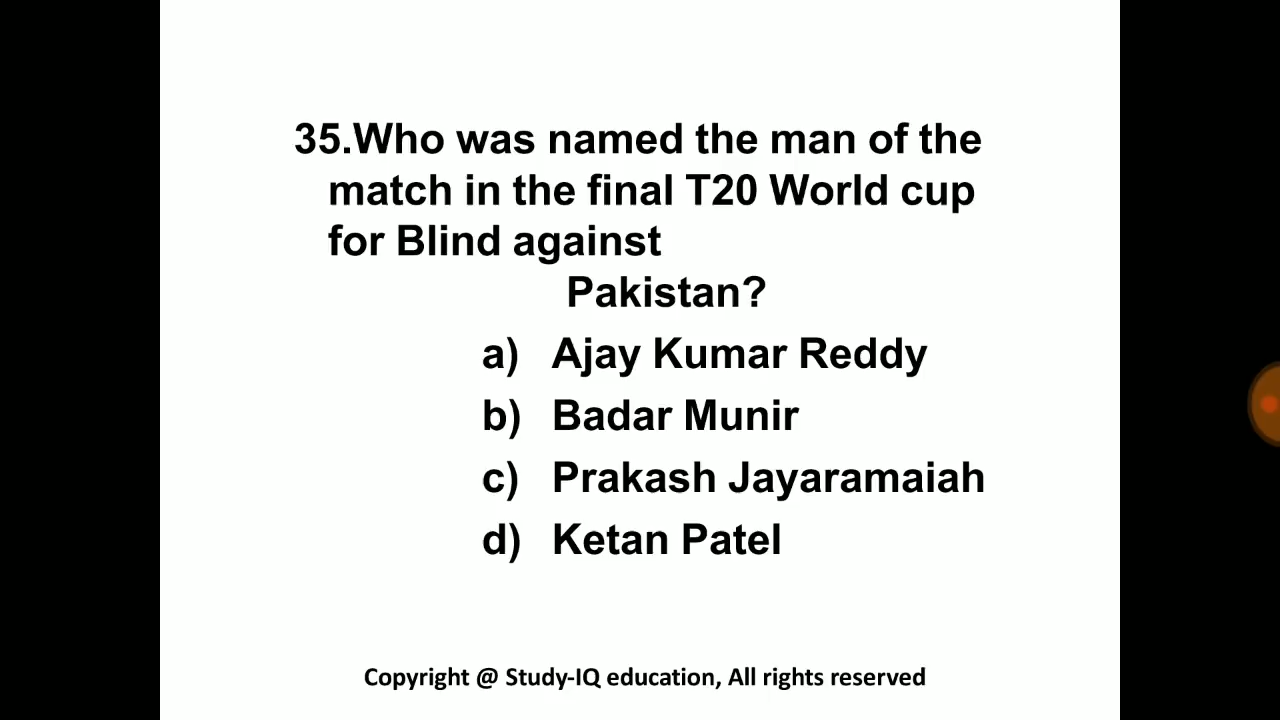 35.Who was named the man of the
match in the final T20 World cup
for Blind against
Pakistan?
a) Ajay Kumar Reddy
b) Badar Munir
c) Prakash Jayaramaiah
d) Ketan Patel
Copyright @ Study-IQ education, All rights reserved